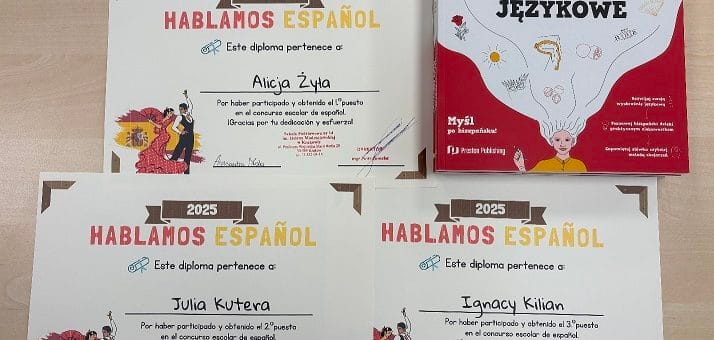 HABLAMOS ESPAÑOL
Este diploma pertenece a:
Alicja Żyła
Por haber participado y obtenido el 1.º puesto
en el concurso escolar de español.
¡Gracias por tu dedicación y esfuerzo!
JĘZYKOWE
Myśl
po hiszpańsku!
Preston Publishing
2025
HABLAMOS ESPAÑOL
Este diploma pertenece a:
Julia Kutera
Por haber participado y obtenido el 2.º puesto
en el concurso escolar de español.
2025
HABLAMOS ESPAÑOL
Este diploma pertenece a:
Ignacy Kilian
Por haber participado y obtenido el 3.º puesto
en el concurso escolar de español.